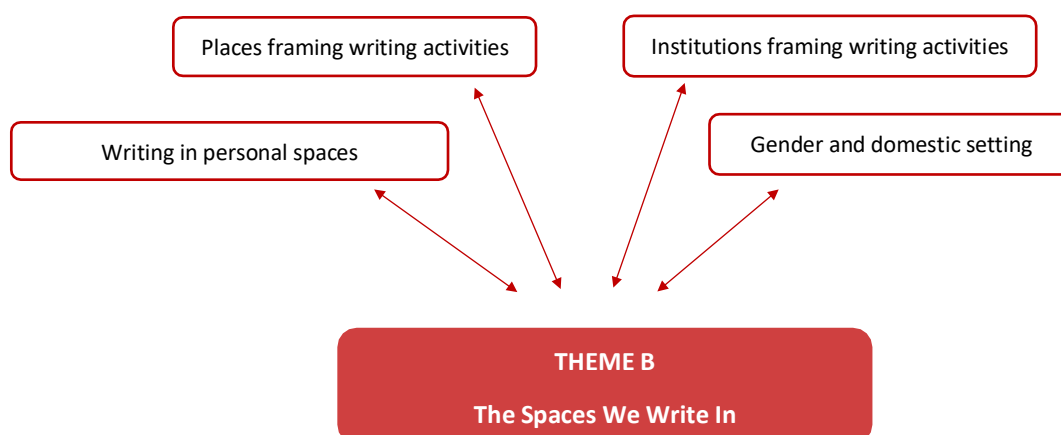 Places framing writing activities
Institutions framing writing activities
Writing in personal spaces
Gender and domestic setting
THEME B
The Spaces We Write In